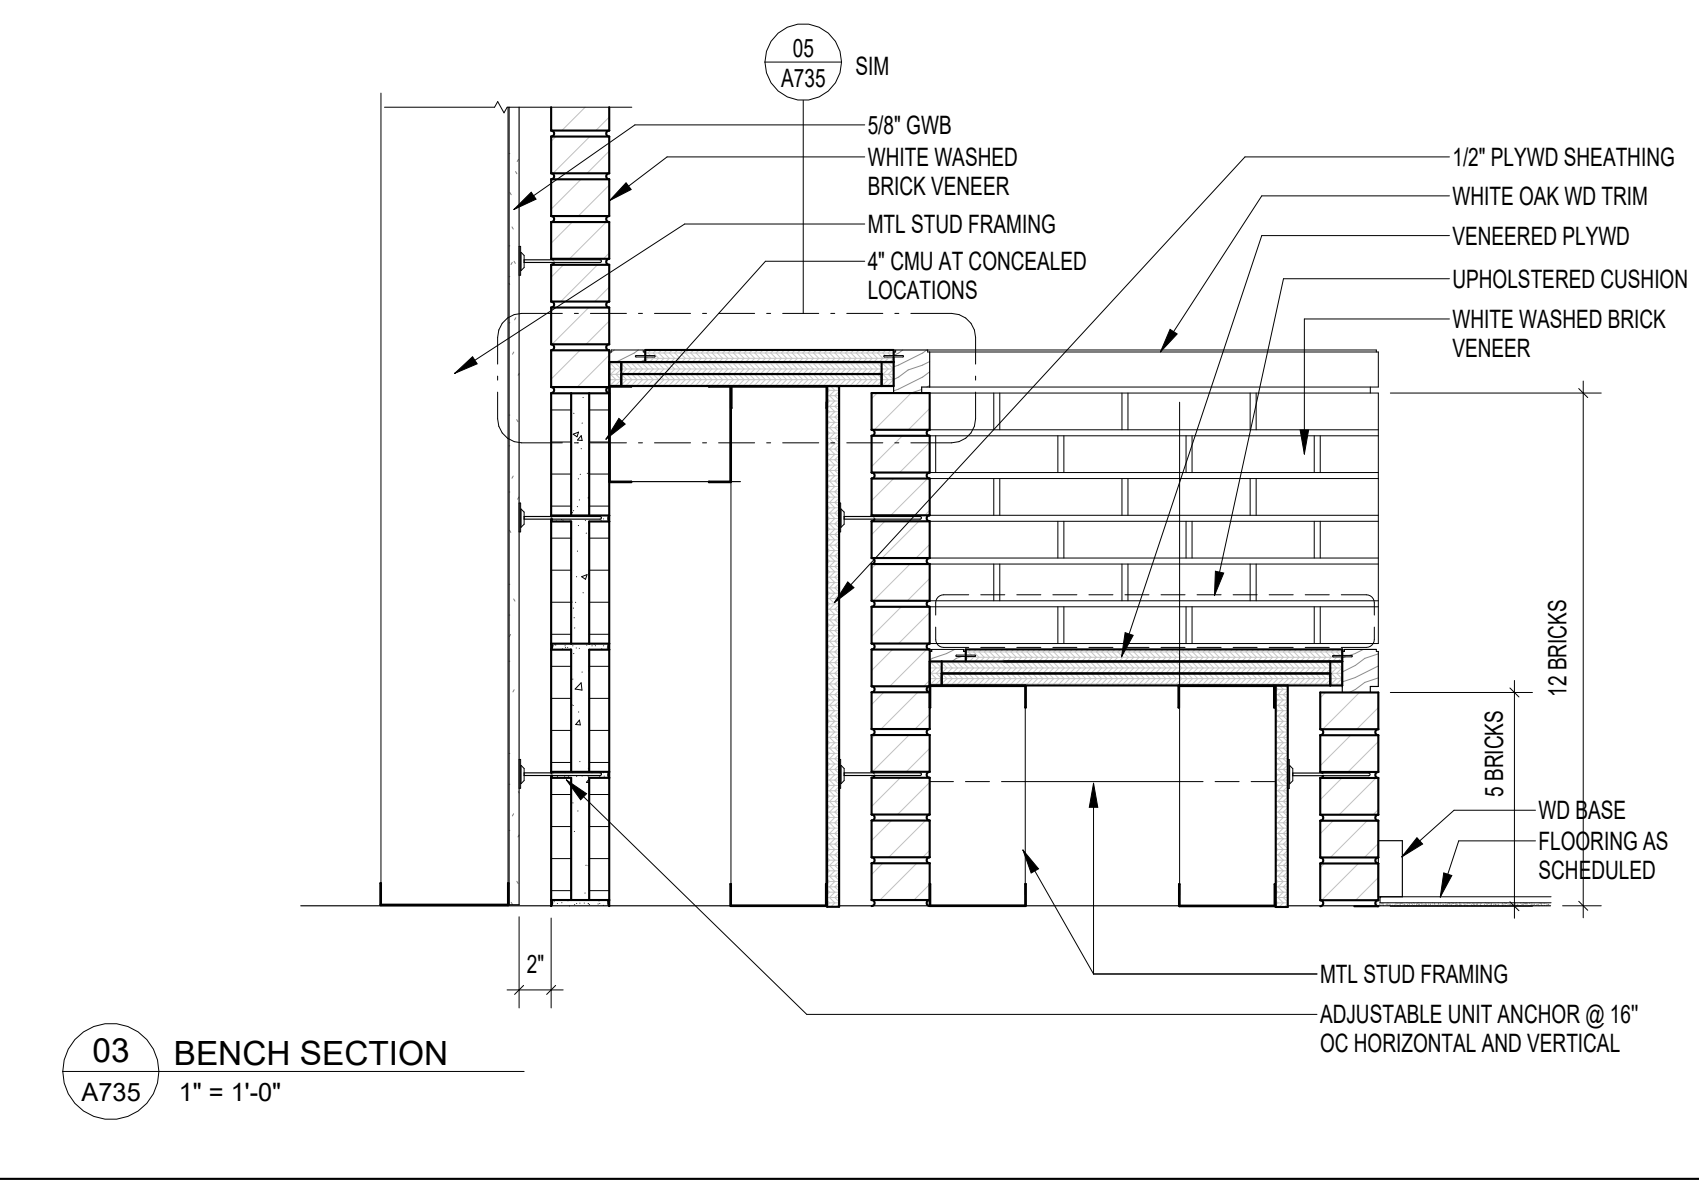 05
A735
SIM
5/8" GWB
WHITE WASHED
BRICK VENEER
MTL STUD FRAMING
4" CMU AT CONCEALED
LOCATIONS
1/2" PLYWD SHEATHING
WHITE OAK WD TRIM
VENEERED PLYWD
UPHOLSTERED CUSHION
WHITE WASHED BRICK
VENEER
12 BRICKS
5 BRICKS
WD BASE
FLOORING AS
SCHEDULED
2"
MTL STUD FRAMING
ADJUSTABLE UNIT ANCHOR @ 16"
OC HORIZONTAL AND VERTICAL
03
A735
BENCH SECTION
1" = 1'-0"